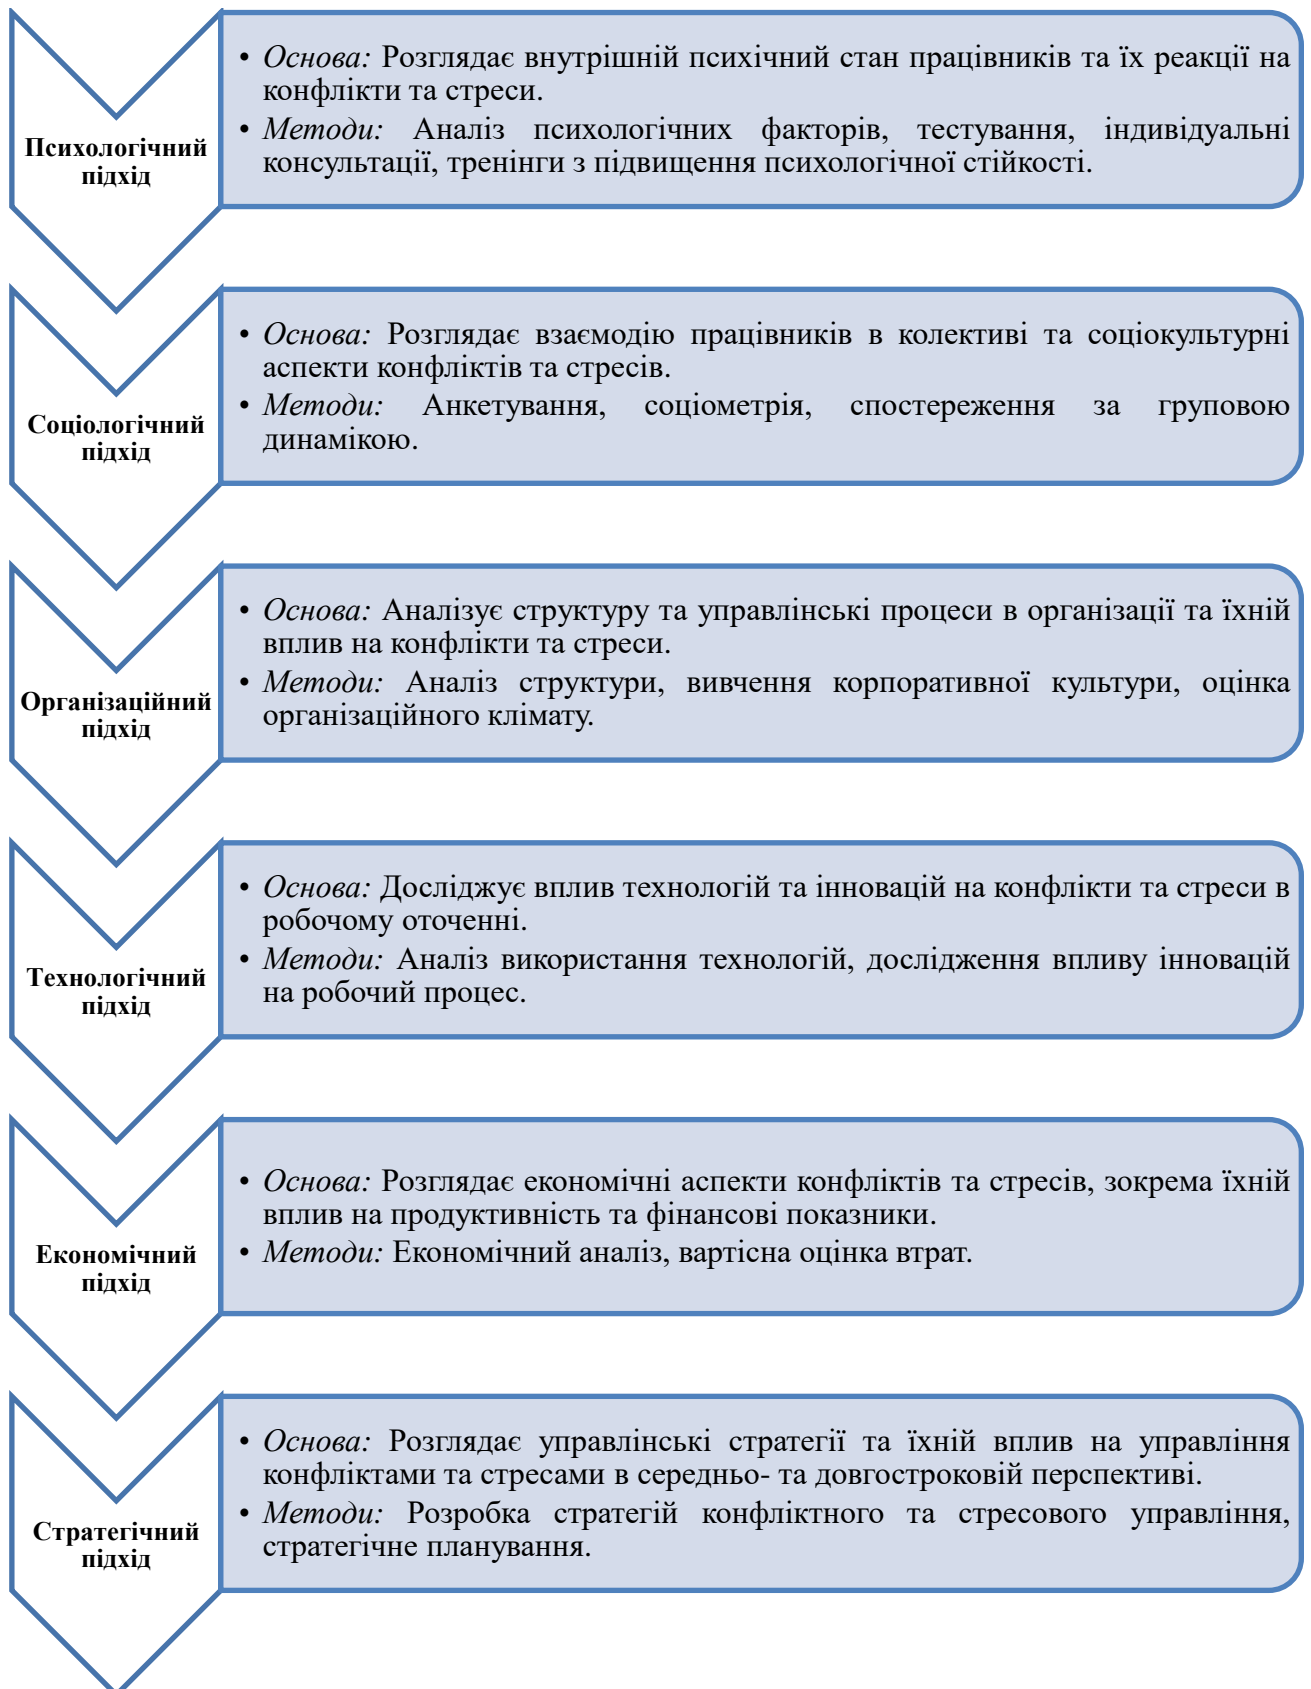 Психологічний
підхід
• Основа: Розглядає внутрішній психічний стан працівників та їх реакції на
конфлікти та стреси.
• Методи: Аналіз психологічних факторів, тестування, індивідуальні
консультації, тренінги з підвищення психологічної стійкості.
Соціологічний
підхід
• Основа: Розглядає взаємодію працівників в колективі та соціокультурні
аспекти конфліктів та стресів.
• Методи: Анкетування, соціометрія, спостереження за груповою
динамікою.
Організаційний
підхід
• Основа: Аналізує структуру та управлінські процеси в організації та їхній
вплив на конфлікти та стреси.
• Методи: Аналіз структури, вивчення корпоративної культури, оцінка
організаційного клімату.
Технологічний
підхід
• Основа: Досліджує вплив технологій та інновацій на конфлікти та стреси в
робочому оточенні.
• Методи: Аналіз використання технологій, дослідження впливу інновацій
на робочий процес.
Економічний
підхід
• Основа: Розглядає економічні аспекти конфліктів та стресів, зокрема їхній
вплив на продуктивність та фінансові показники.
• Методи: Економічний аналіз, вартісна оцінка втрат.
Стратегічний
підхід
• Основа: Розглядає управлінські стратегії та їхній вплив на управління
конфліктами та стресами в середньо- та довгостроковій перспективі.
• Методи: Розробка стратегій конфліктного та стресового управління,
стратегічне планування.